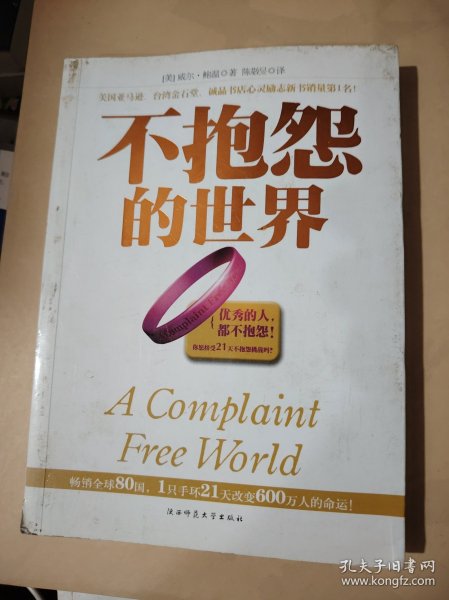 [美] 威尔·鲍温◎著 陈敬旻◎译
美国亚马逊、台湾金石堂、诚品书店心灵励志新书销量第1名!
不抱怨
的世界
Complaint Free
优秀的人,
都不抱怨!
你愿接受21天不抱怨挑战吗?
A Complaint
Free World
畅销全球80国,1只手环21天改变600万人的命运!
陕西师范大学出版社
孔夫子旧书网
www.kongfz.com